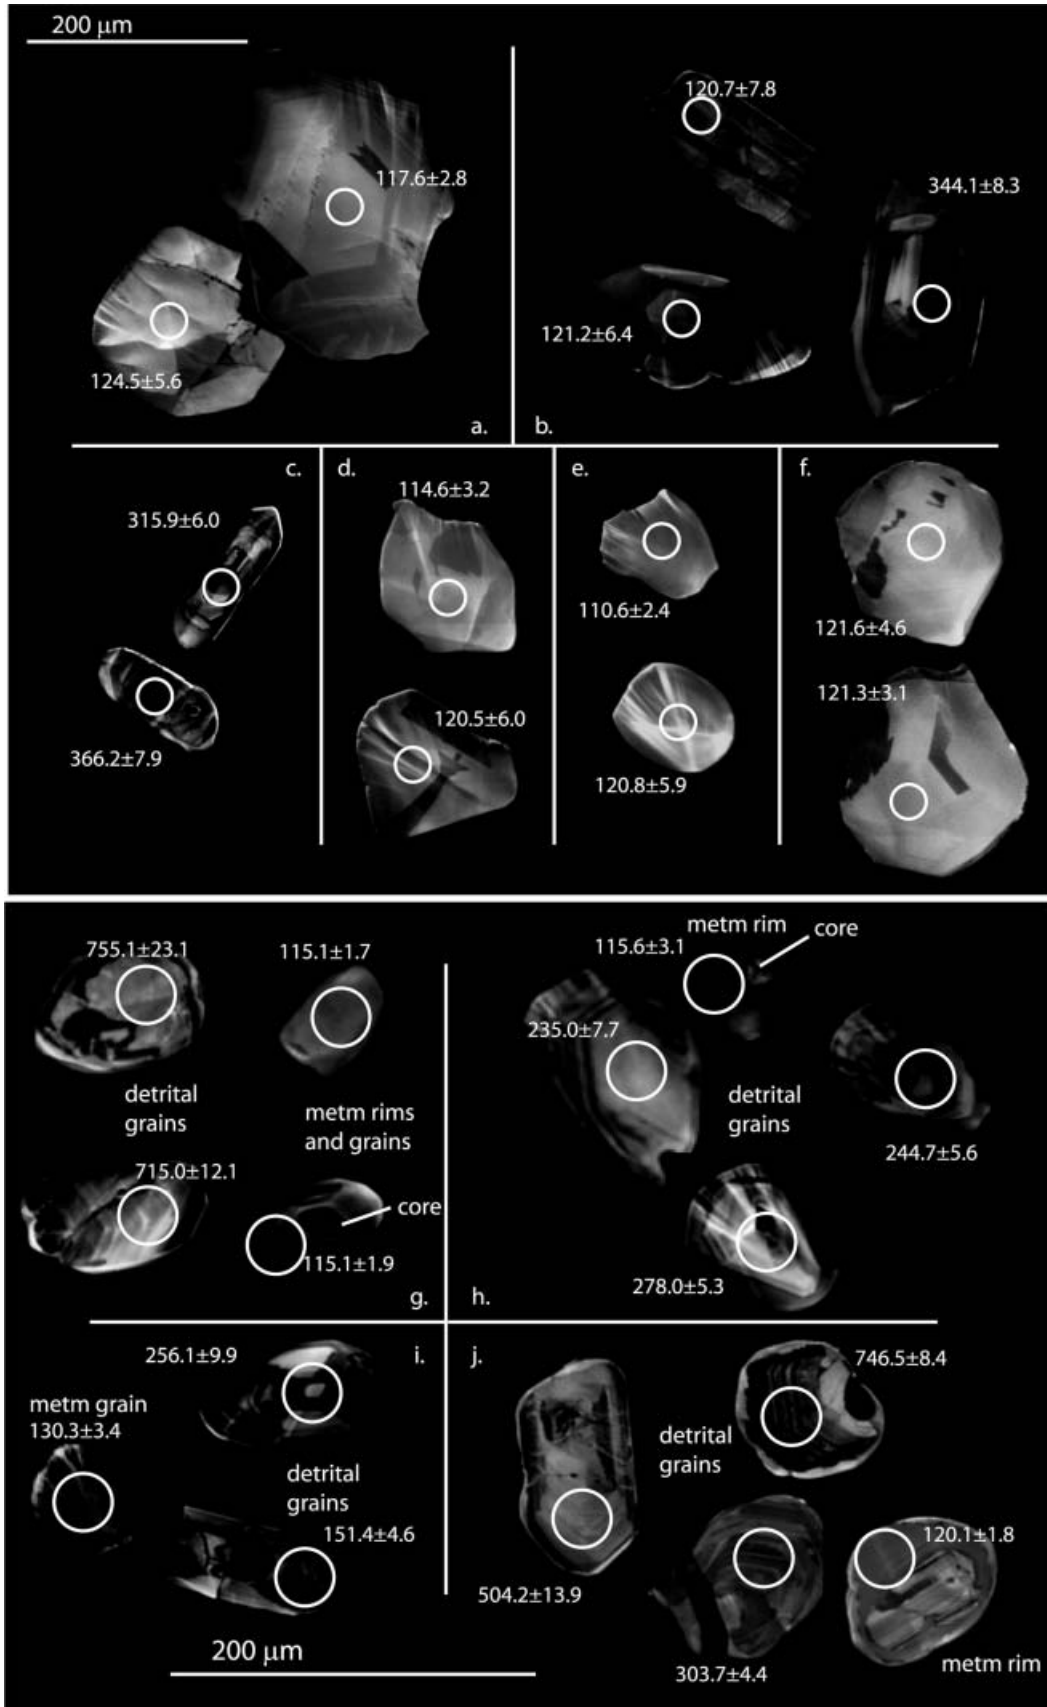 200 µm
117.6±2.8
124.5±5.6
a.
120.7±7.8
344.1±8.3
121.2±6.4
b.
c.
315.9±6.0
366.2±7.9
d.
114.6±3.2
120.5±6.0
e.
110.6±2.4
120.8±5.9
f.
121.6±4.6
121.3±3.1
755.1±23.1
115.1±1.7
detrital
grains
metm rims
and grains
715.0±12.1
core
115.1±1.9
g.
metm rim
115.6±3.1
core
235.0±7.7
detrital
grains
244.7±5.6
278.0±5.3
h.
256.1±9.9
i.
metm grain
130.3±3.4
detrital
grains
151.4±4.6
j.
746.5±8.4
detrital
grains
504.2±13.9
120.1±1.8
303.7±4.4
metm rim
200 µm